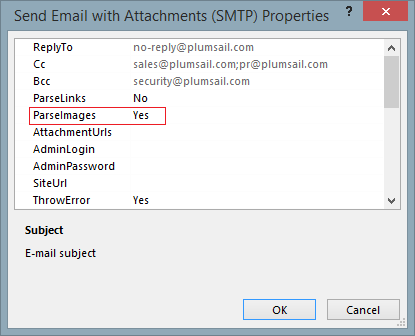 Send Email with Attachments (SMTP) Properties ? ×
ReplyTo no-reply@plumsail.com
Cc sales@plumsail.com;pr@plumsail.com
Bcc security@plumsail.com
ParseLinks No
ParseImages Yes
AttachmentUrls
AdminLogin
AdminPassword
SiteUrl
ThrowError Yes
Subject
E-mail subject
OK Cancel